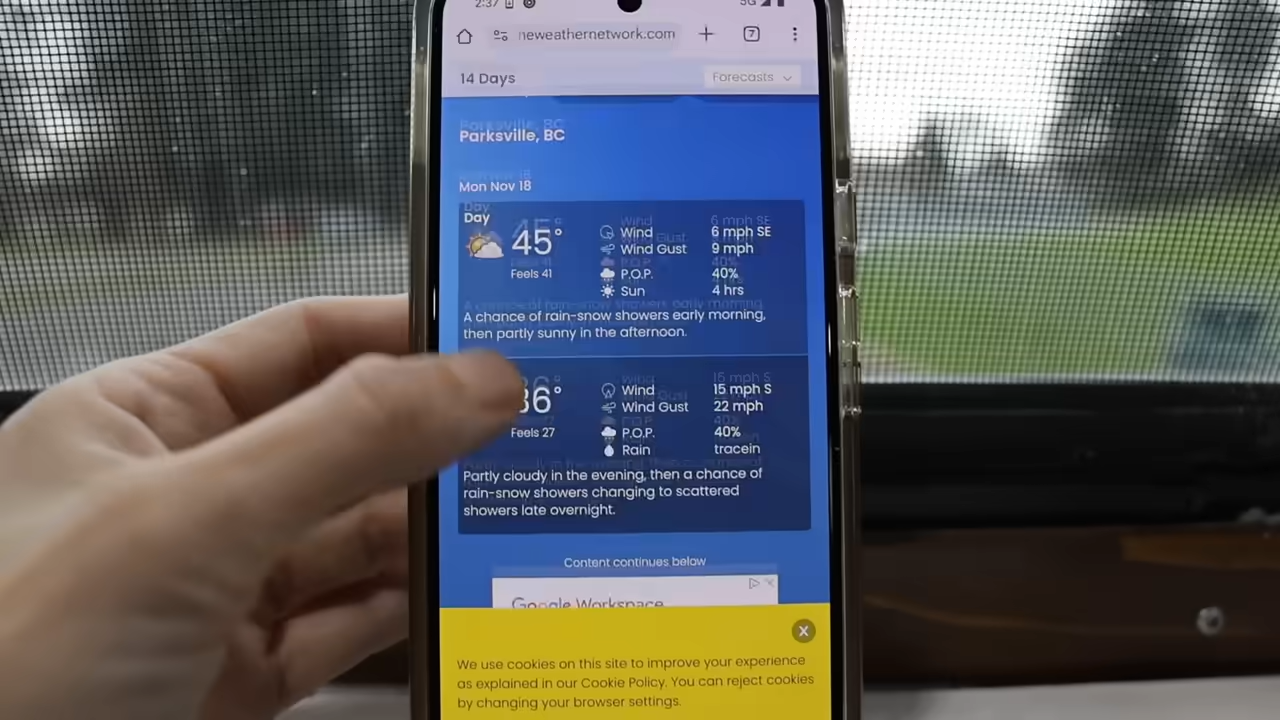 2:37
5G
neweathernetwork.com
7
14 Days
Forecasts
Parksville, BC
Mon Nov 18
Day
45°
Feels 41
Wind 6 mph SE
Wind Gust 9 mph
P.O.P. 40%
Sun 4 hrs
A chance of rain-snow showers early morning,
then partly sunny in the afternoon.
36°
Feels 27
Wind 15 mph S
Wind Gust 22 mph
P.O.P. 40%
Rain tracein
Partly cloudy in the evening, then a chance of
rain-snow showers changing to scattered
showers late overnight.
Content continues below
Google Workspace
We use cookies on this site to improve your experience
as explained in our Cookie Policy. You can reject cookies
by changing your browser settings.